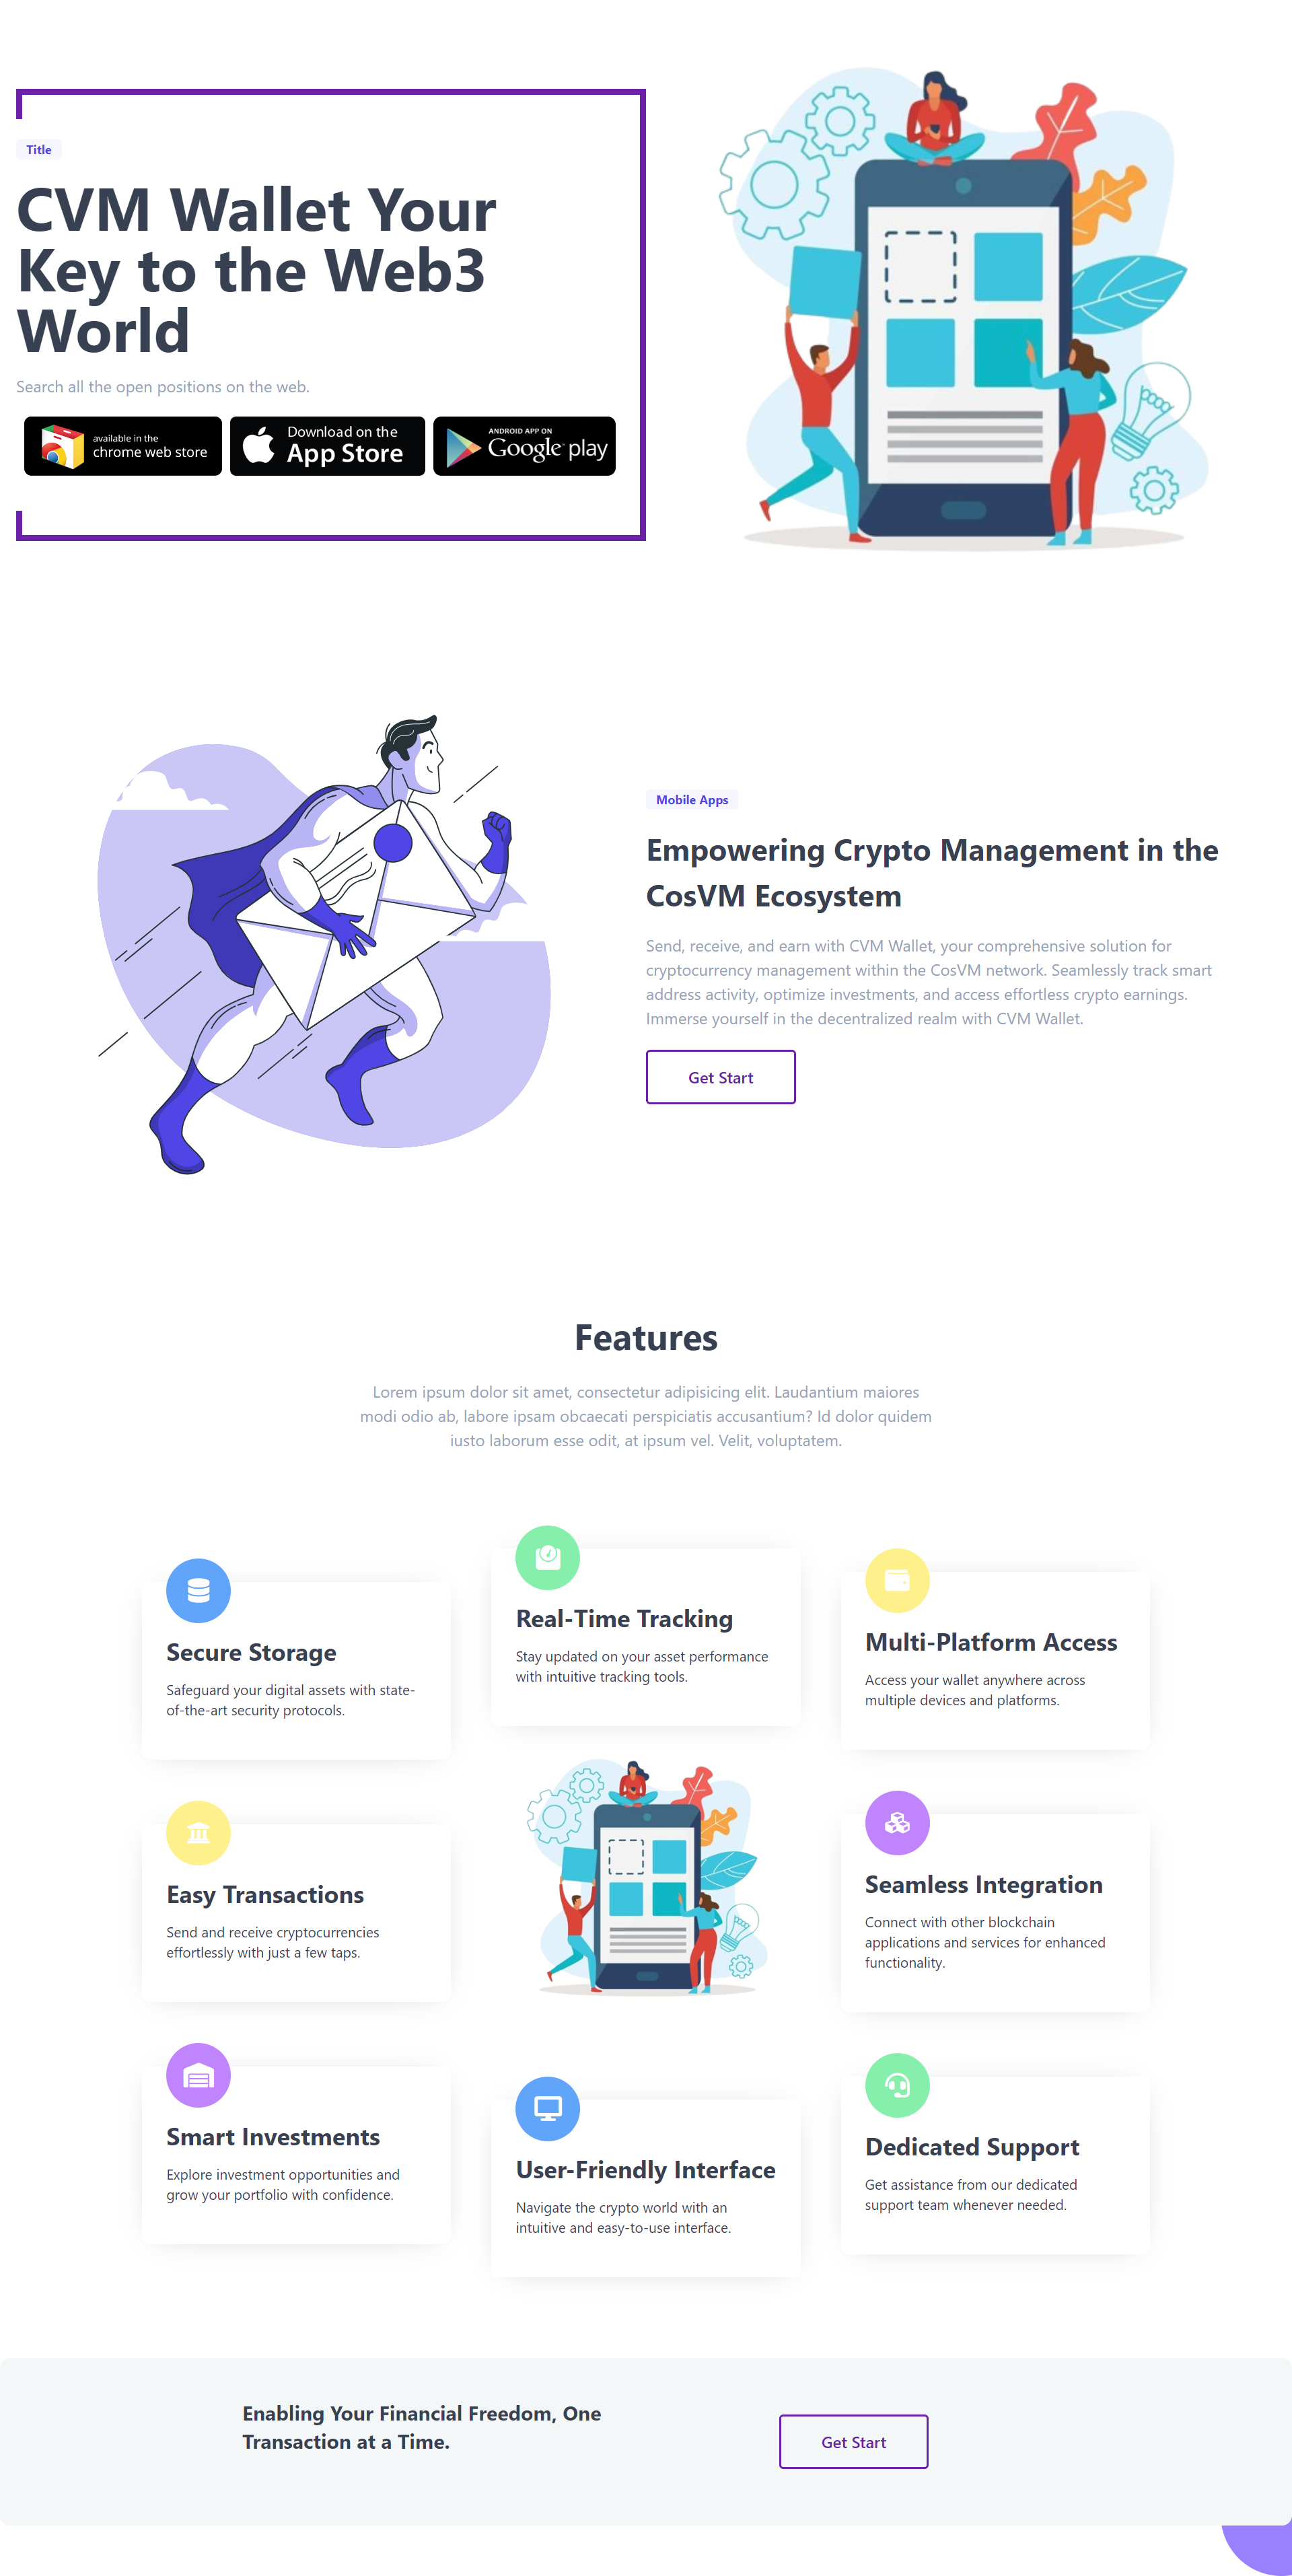 Title
CVM Wallet Your
Key to the Web3
World
Search all the open positions on the web.
available in the
chrome web store
Download on the
App Store
ANDROID APP ON
Google play
Mobile Apps
Empowering Crypto Management in the
CosVM Ecosystem
Send, receive, and earn with CVM Wallet, your comprehensive solution for
cryptocurrency management within the CosVM network. Seamlessly track smart
address activity, optimize investments, and access effortless crypto earnings.
Immerse yourself in the decentralized realm with CVM Wallet.
Get Start
Features
Lorem ipsum dolor sit amet, consectetur adipisicing elit. Laudantium maiores
modi odio ab, labore ipsam obcaecati perspiciatis accusantium? Id dolor quidem
iusto laborum esse odit, at ipsum vel. Velit, voluptatem.
Secure Storage
Safeguard your digital assets with state-
of-the-art security protocols.
Real-Time Tracking
Stay updated on your asset performance
with intuitive tracking tools.
Multi-Platform Access
Access your wallet anywhere across
multiple devices and platforms.
Easy Transactions
Send and receive cryptocurrencies
effortlessly with just a few taps.
Seamless Integration
Connect with other blockchain
applications and services for enhanced
functionality.
Smart Investments
Explore investment opportunities and
grow your portfolio with confidence.
User-Friendly Interface
Navigate the crypto world with an
intuitive and easy-to-use interface.
Dedicated Support
Get assistance from our dedicated
support team whenever needed.
Enabling Your Financial Freedom, One
Transaction at a Time.
Get Start